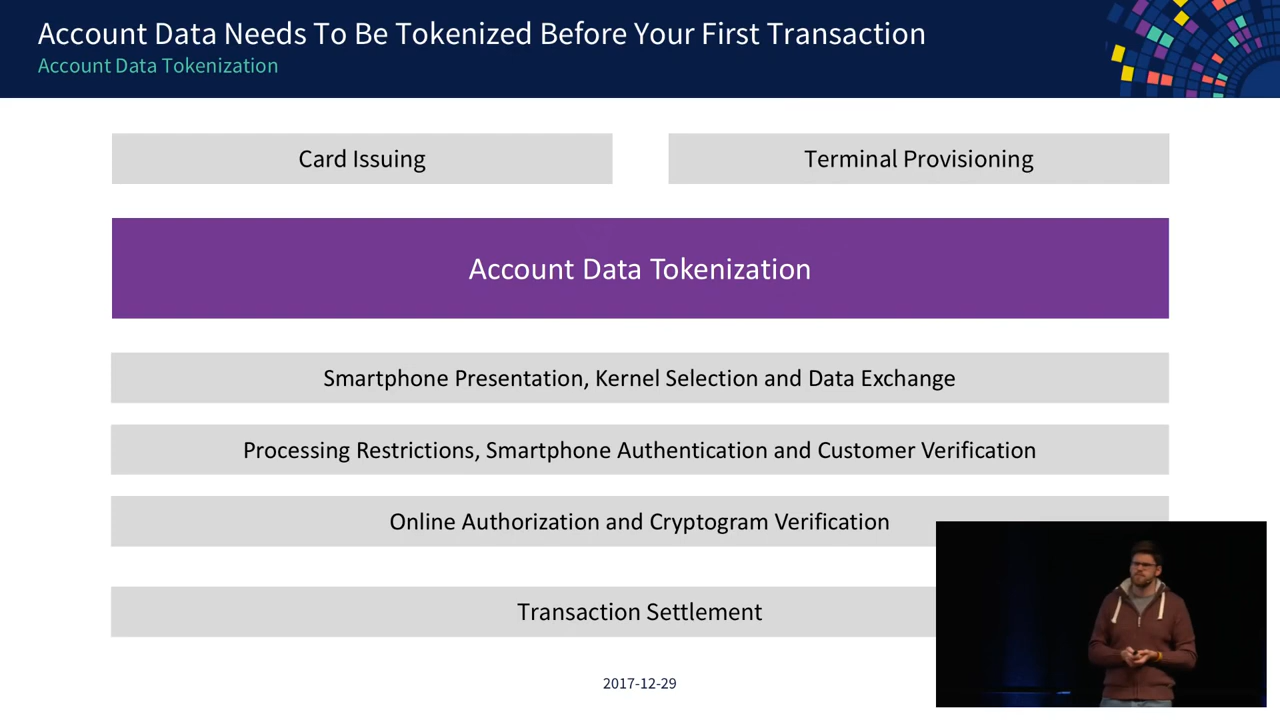 Account Data Needs To Be Tokenized Before Your First Transaction
Account Data Tokenization
Card Issuing
Terminal Provisioning
Account Data Tokenization
Smartphone Presentation, Kernel Selection and Data Exchange
Processing Restrictions, Smartphone Authentication and Customer Verification
Online Authorization and Cryptogram Verification
Transaction Settlement
2017-12-29